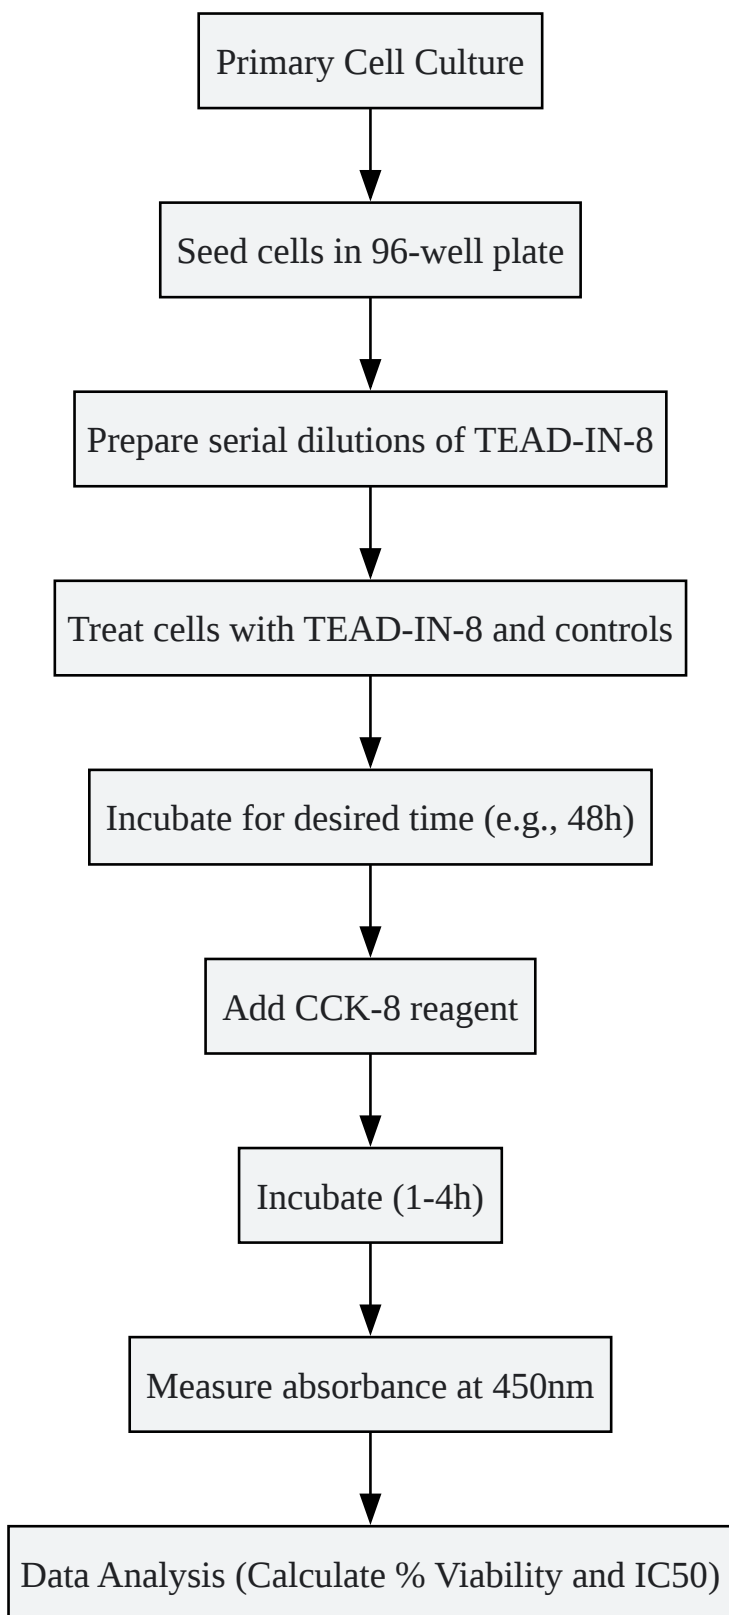 Primary Cell Culture
Seed cells in 96-well plate
Prepare serial dilutions of TEAD-IN-8
Treat cells with TEAD-IN-8 and controls
Incubate for desired time (e.g., 48h)
Add CCK-8 reagent
Incubate (1-4h)
Measure absorbance at 450nm
Data Analysis (Calculate % Viability and IC50)